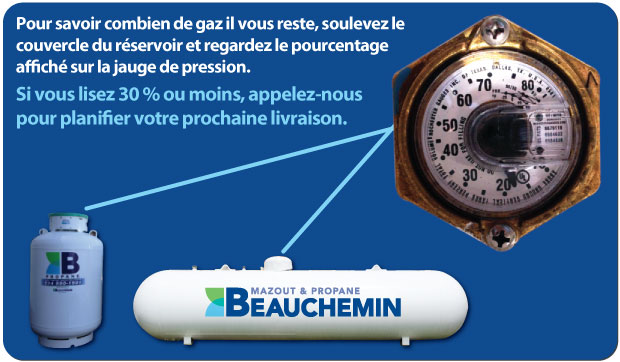 Pour savoir combien de gaz il vous reste, soulevez le
couvercle du réservoir et regardez le pourcentage
affiché sur la jauge de pression.
Si vous lisez 30 % ou moins, appelez-nous
pour planifier votre prochaine livraison.
80
70
60
50
40
30
20
B
PROPANE
MAZOUT & PROPANE
BEAUCHEMIN